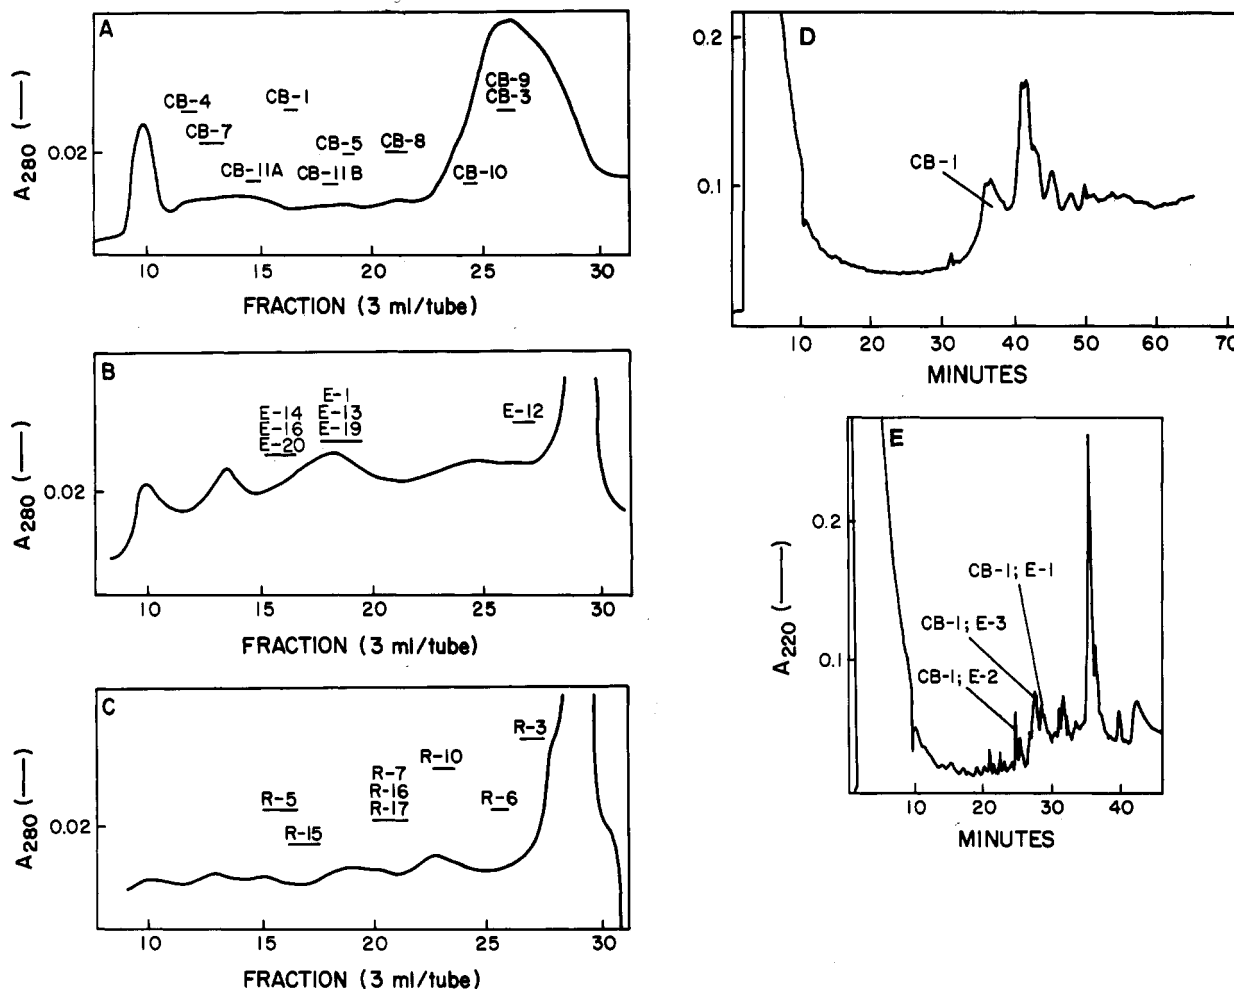 A
A280 (——)
0.02
CB-4
CB-7
CB-11A
CB-1
CB-5
CB-11B
CB-8
CB-9
CB-3
CB-10
10 15 20 25 30
FRACTION (3 ml/tube)
B
A280 (——)
0.02
E-14
E-16
E-20
E-1
E-13
E-19
E-12
10 15 20 25 30
FRACTION (3 ml/tube)
C
A280 (——)
0.02
R-5
R-15
R-7
R-16
R-17
R-10
R-6
R-3
10 15 20 25 30
FRACTION (3 ml/tube)
D
0.2
0.1
CB-1
10 20 30 40 50 60 70
MINUTES
E
A220 (——)
0.2
0.1
CB-1; E-1
CB-1; E-3
CB-1; E-2
10 20 30 40
MINUTES